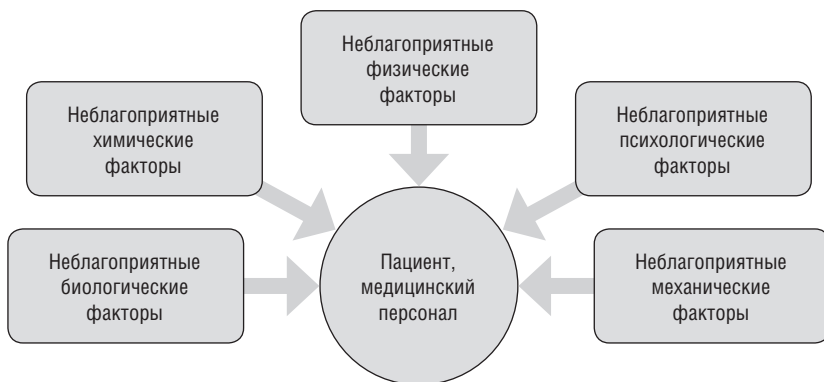 Неблагоприятные
физические
факторы
Неблагоприятные
химические
факторы
Неблагоприятные
психологические
факторы
Неблагоприятные
биологические
факторы
Пациент,
медицинский
персонал
Неблагоприятные
механические
факторы